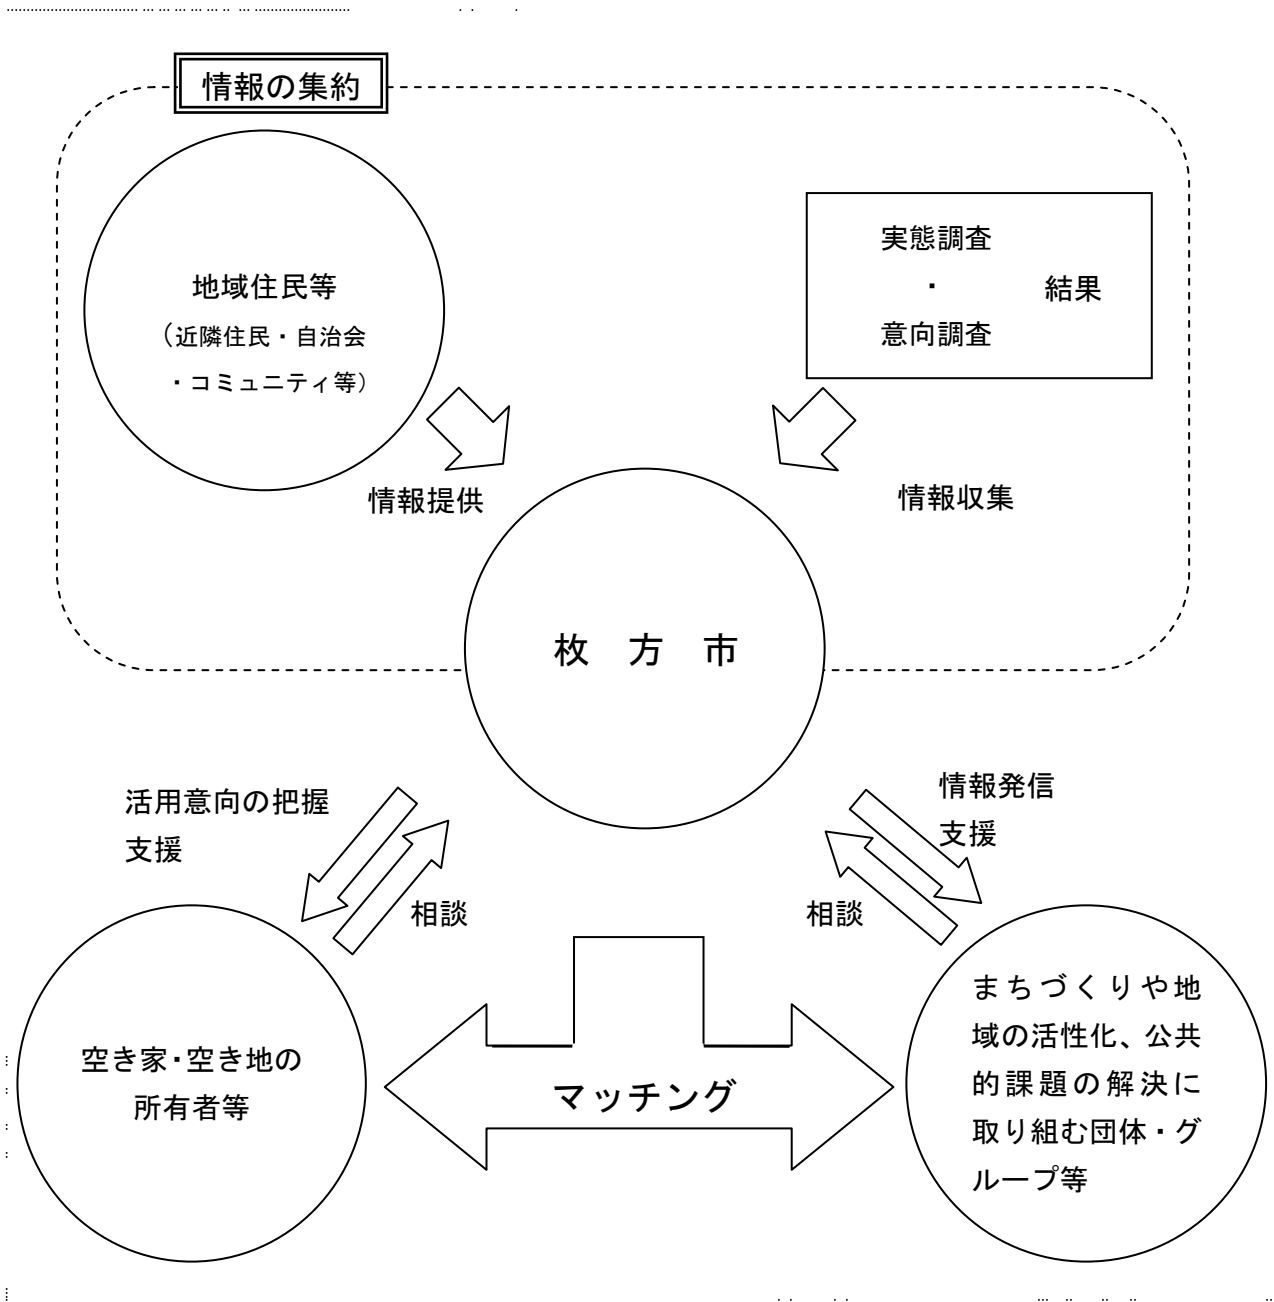 情報の集約
地域住民等
（近隣住民・自治会
・コミュニティ等）
実態調査
・
意向調査
結果
情報提供
情報収集
枚 方 市
活用意向の把握
支援
相談
情報発信
支援
相談
空き家・空き地の
所有者等
マッチング
まちづくりや地
域の活性化、公共
的課題の解決に
取り組む団体・グ
ループ等